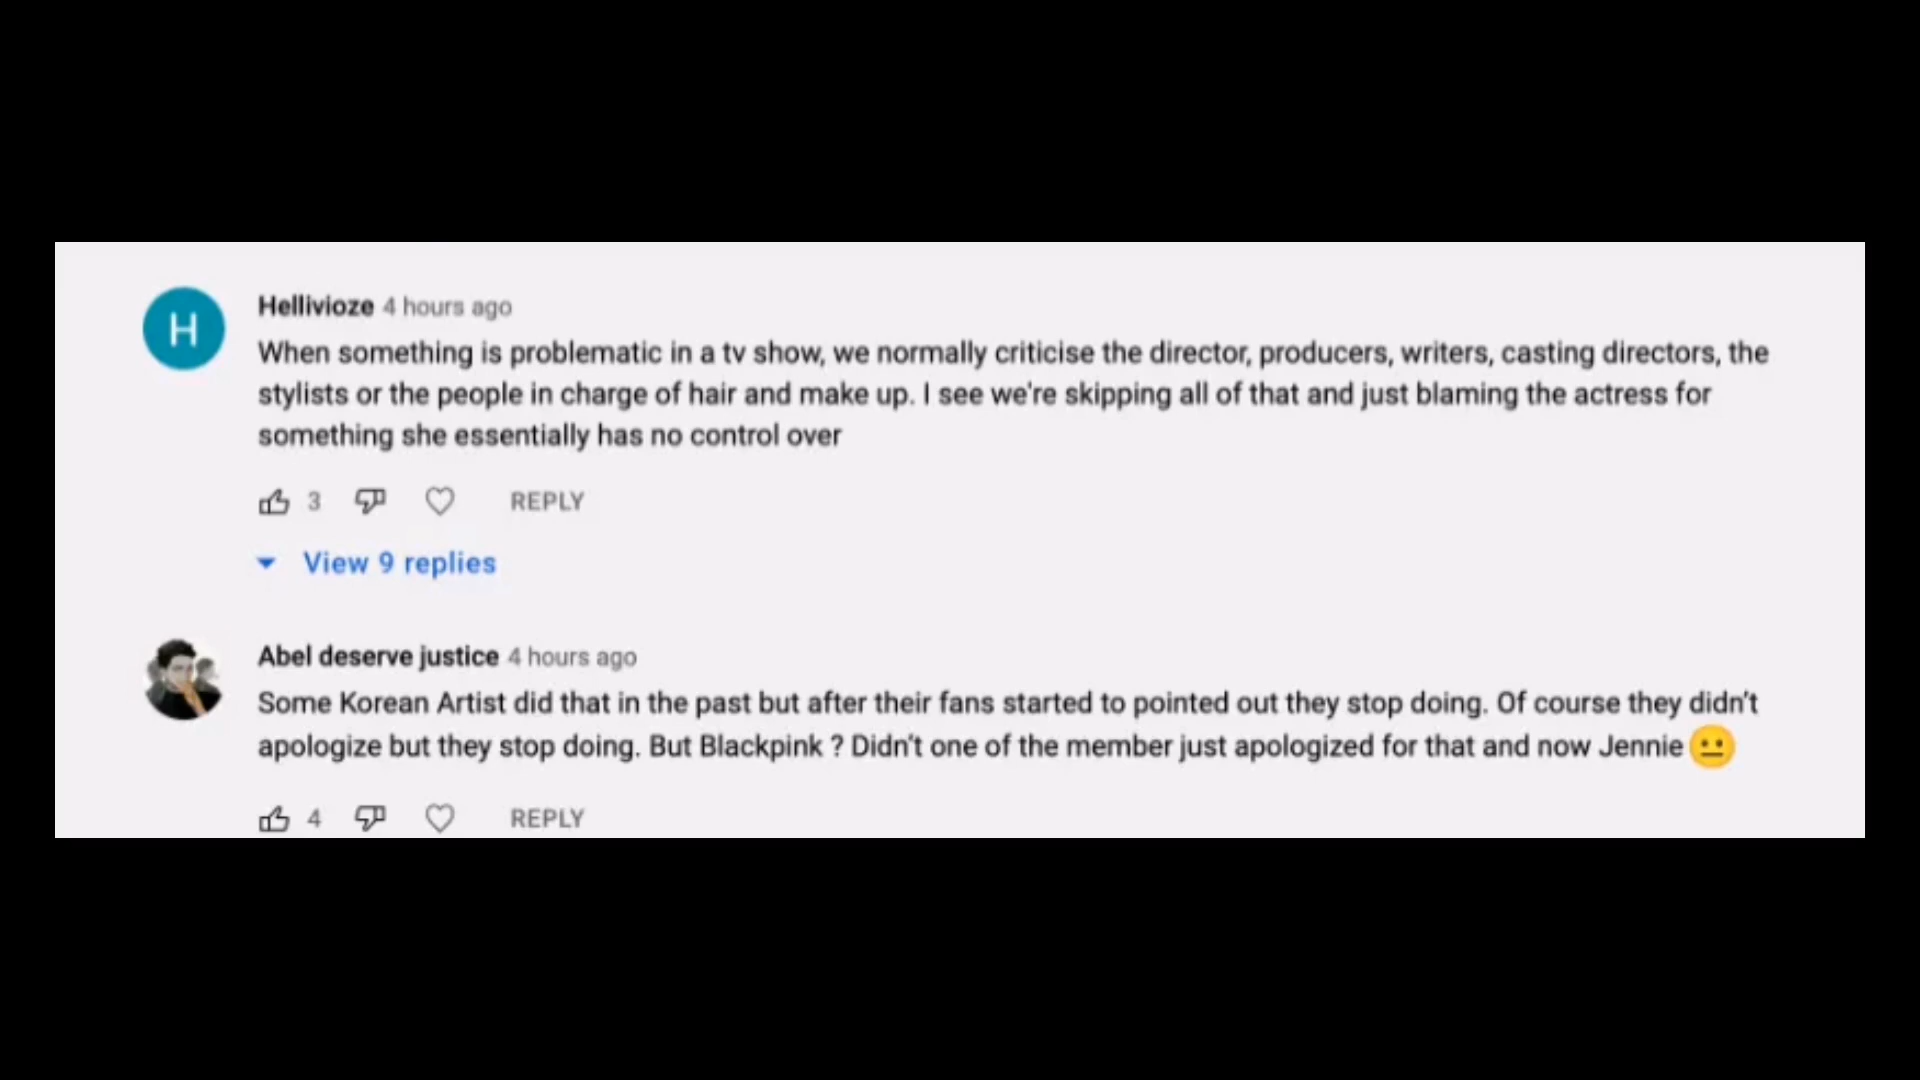 H
Hellivioze 4 hours ago
When something is problematic in a tv show, we normally criticise the director, producers, writers, casting directors, the
stylists or the people in charge of hair and make up. I see we're skipping all of that and just blaming the actress for
something she essentially has no control over
3 REPLY
View 9 replies
Abel deserve justice 4 hours ago
Some Korean Artist did that in the past but after their fans started to pointed out they stop doing. Of course they didn't
apologize but they stop doing. But Blackpink ? Didn't one of the member just apologized for that and now Jennie 😐
4 REPLY